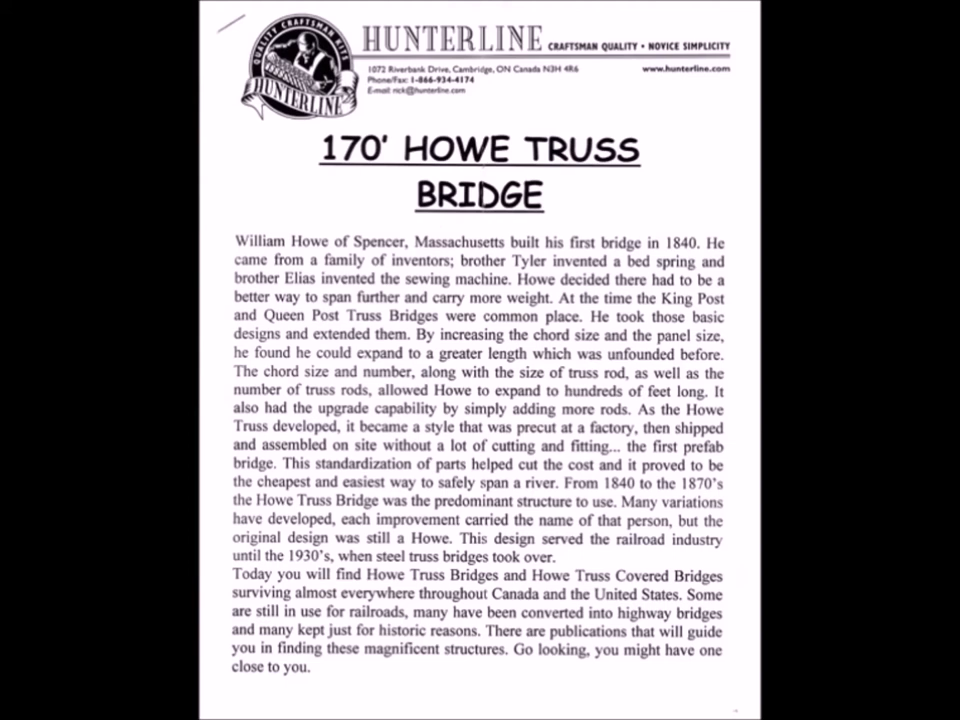 QUALITY CRAFTSMAN KITS
HUNTERLINE
HUNTERLINE CRAFTSMAN QUALITY • NOVICE SIMPLICITY
1072 Riverbank Drive, Cambridge, ON Canada N3H 4R6 www.hunterline.com
Phone/Fax: 1-866-934-4174
E-mail: rick@hunterline.com
170' HOWE TRUSS
BRIDGE
William Howe of Spencer, Massachusetts built his first bridge in 1840. He
came from a family of inventors; brother Tyler invented a bed spring and
brother Elias invented the sewing machine. Howe decided there had to be a
better way to span further and carry more weight. At the time the King Post
and Queen Post Truss Bridges were common place. He took those basic
designs and extended them. By increasing the chord size and the panel size,
he found he could expand to a greater length which was unfounded before.
The chord size and number, along with the size of truss rod, as well as the
number of truss rods, allowed Howe to expand to hundreds of feet long. It
also had the upgrade capability by simply adding more rods. As the Howe
Truss developed, it became a style that was precut at a factory, then shipped
and assembled on site without a lot of cutting and fitting... the first prefab
bridge. This standardization of parts helped cut the cost and it proved to be
the cheapest and easiest way to safely span a river. From 1840 to the 1870's
the Howe Truss Bridge was the predominant structure to use. Many variations
have developed, each improvement carried the name of that person, but the
original design was still a Howe. This design served the railroad industry
until the 1930's, when steel truss bridges took over.
Today you will find Howe Truss Bridges and Howe Truss Covered Bridges
surviving almost everywhere throughout Canada and the United States. Some
are still in use for railroads, many have been converted into highway bridges
and many kept just for historic reasons. There are publications that will guide
you in finding these magnificent structures. Go looking, you might have one
close to you.